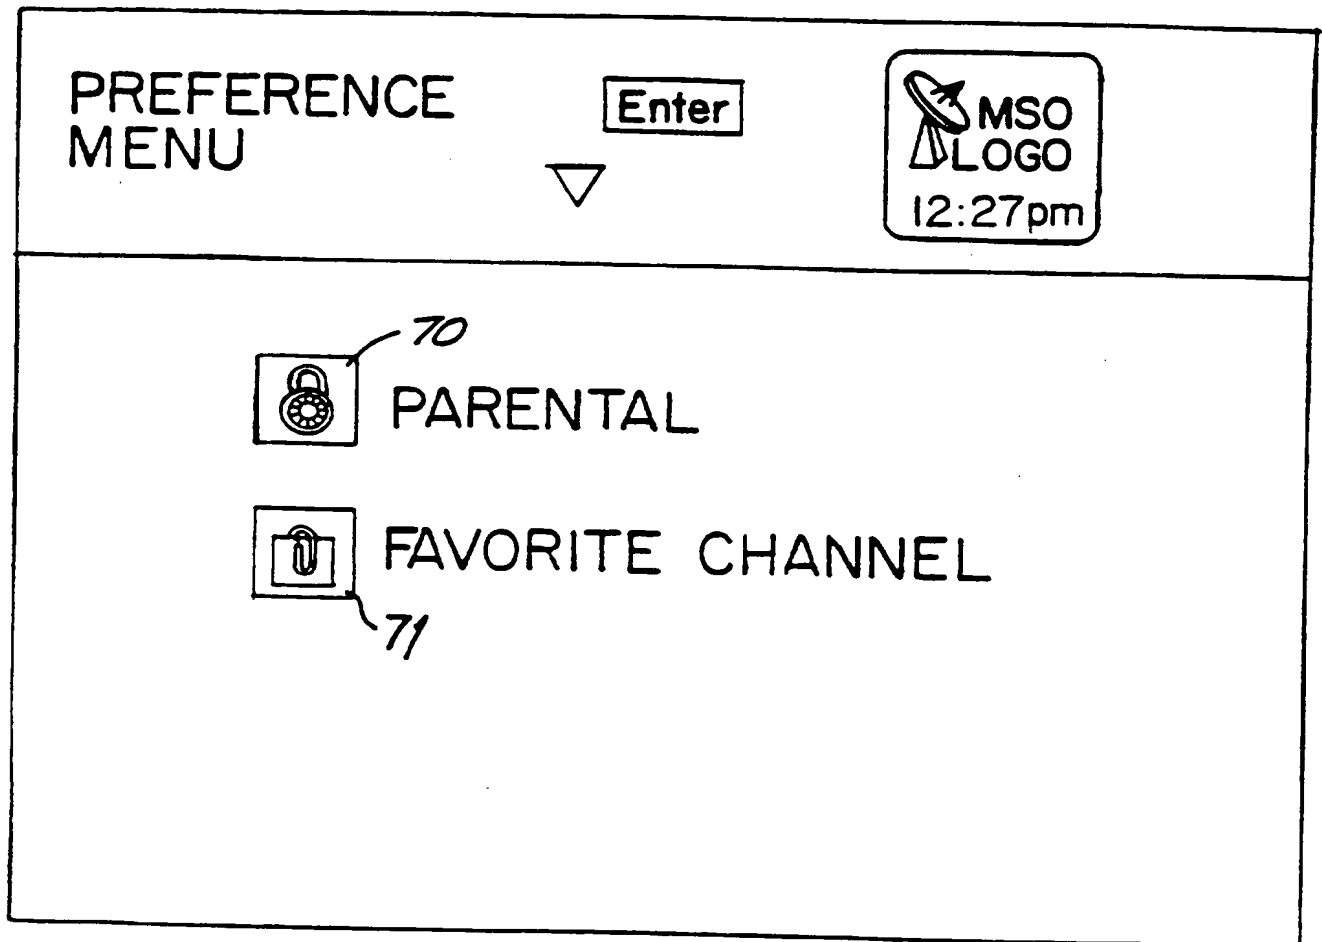 PREFERENCE
MENU
Enter
MSO
LOGO
12:27pm
70
PARENTAL
FAVORITE CHANNEL
71